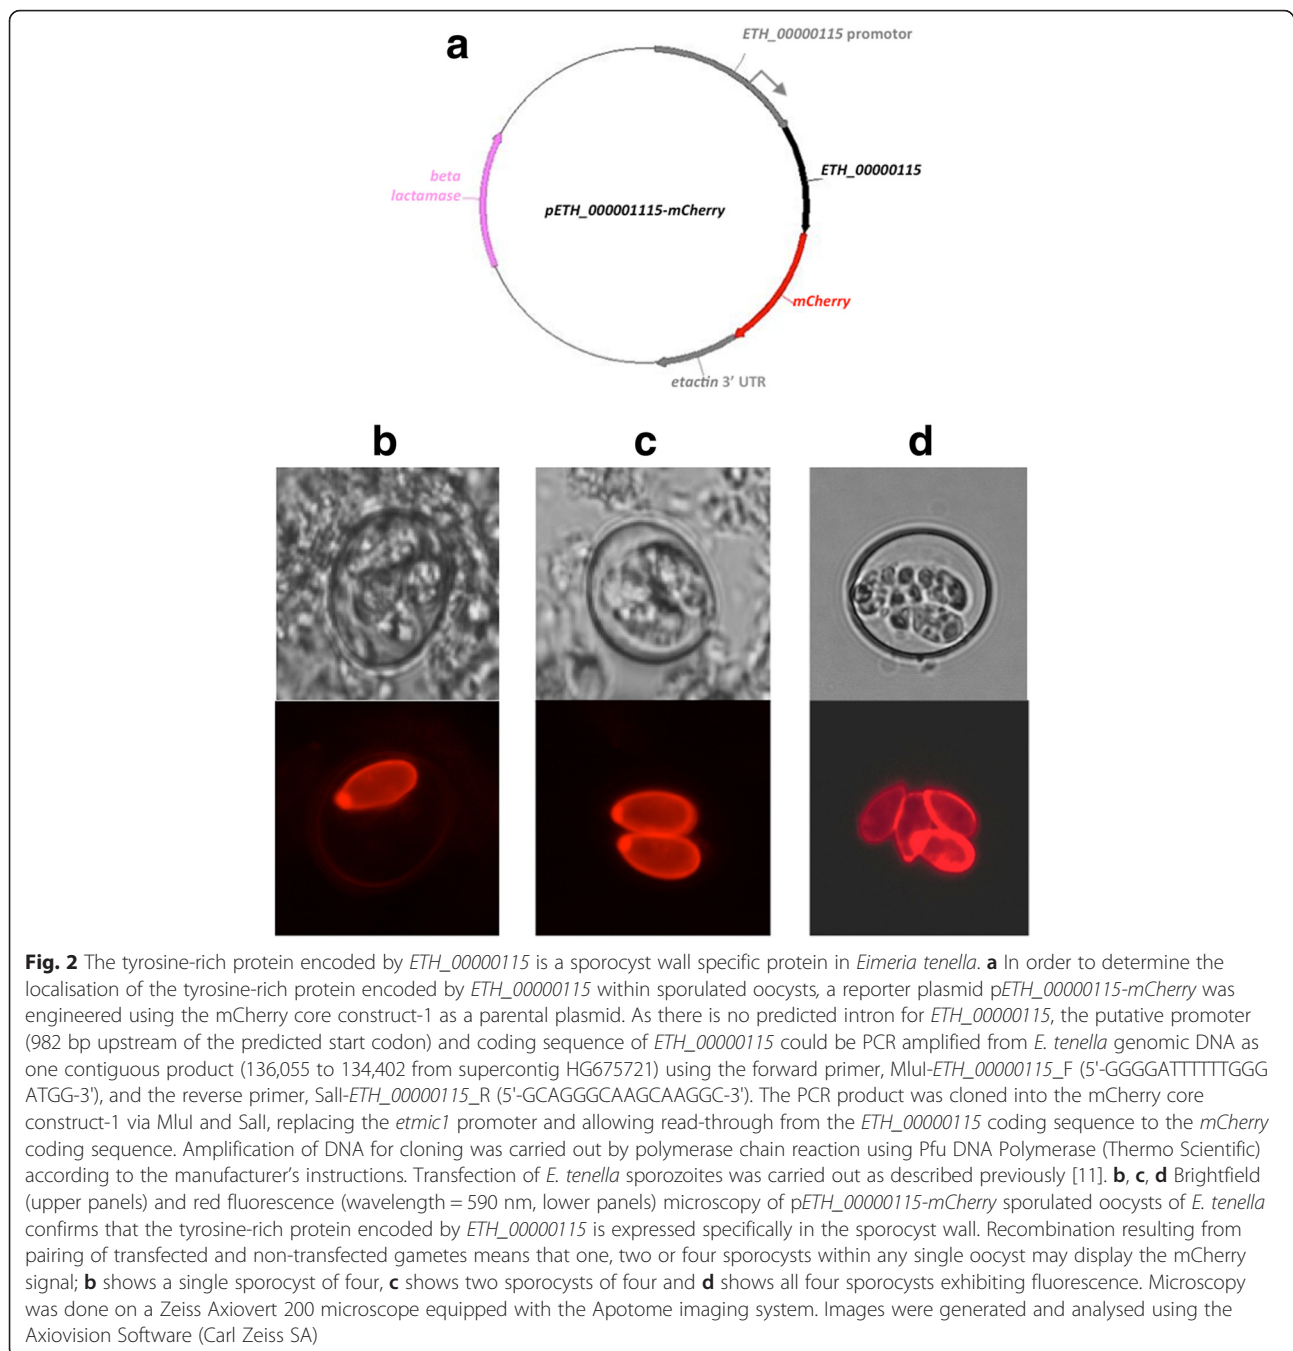 a
ETH_00000115 promotor
ETH_00000115
beta
lactamase
pETH_000001115-mCherry
mCherry
etactin 3' UTR
b c d
Fig. 2 The tyrosine-rich protein encoded by ETH_00000115 is a sporocyst wall specific protein in Eimeria tenella. a In order to determine the
localisation of the tyrosine-rich protein encoded by ETH_00000115 within sporulated oocysts, a reporter plasmid pETH_00000115-mCherry was
engineered using the mCherry core construct-1 as a parental plasmid. As there is no predicted intron for ETH_00000115, the putative promoter
(982 bp upstream of the predicted start codon) and coding sequence of ETH_00000115 could be PCR amplified from E. tenella genomic DNA as
one contiguous product (136,055 to 134,402 from supercontig HG675721) using the forward primer, MluI-ETH_00000115_F (5'-GGGGATTTTTTGGG
ATGG-3'), and the reverse primer, SalI-ETH_00000115_R (5'-GCAGGGCAAGCAAGGC-3'). The PCR product was cloned into the mCherry core
construct-1 via MluI and SalI, replacing the etmic1 promoter and allowing read-through from the ETH_00000115 coding sequence to the mCherry
coding sequence. Amplification of DNA for cloning was carried out by polymerase chain reaction using Pfu DNA Polymerase (Thermo Scientific)
according to the manufacturer's instructions. Transfection of E. tenella sporozoites was carried out as described previously [11]. b, c, d Brightfield
(upper panels) and red fluorescence (wavelength = 590 nm, lower panels) microscopy of pETH_00000115-mCherry sporulated oocysts of E. tenella
confirms that the tyrosine-rich protein encoded by ETH_00000115 is expressed specifically in the sporocyst wall. Recombination resulting from
pairing of transfected and non-transfected gametes means that one, two or four sporocysts within any single oocyst may display the mCherry
signal; b shows a single sporocyst of four, c shows two sporocysts of four and d shows all four sporocysts exhibiting fluorescence. Microscopy
was done on a Zeiss Axiovert 200 microscope equipped with the Apotome imaging system. Images were generated and analysed using the
Axiovision Software (Carl Zeiss SA)